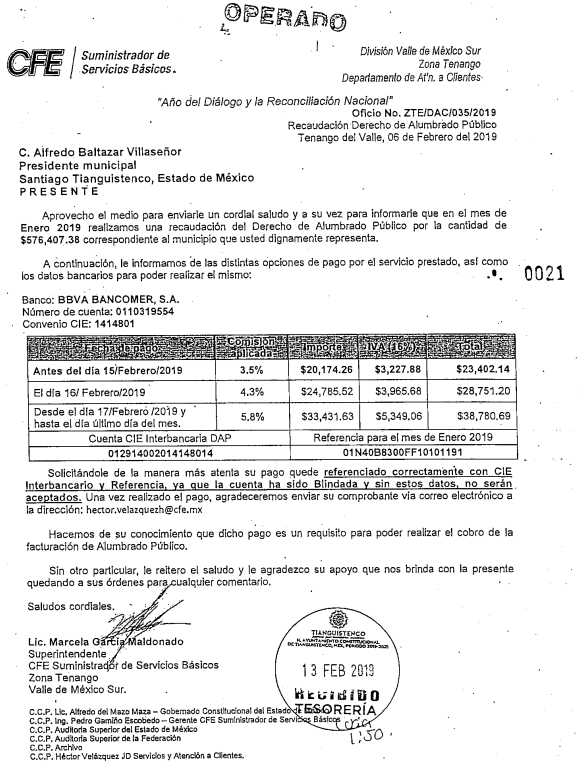 OPERADO
CFE Suministrador de
Servicios Básicos.
División Valle de México Sur
Zona Tenango
Departamento de At'n. a Clientes
"Año del Diálogo y la Reconciliación Nacional"
Oficio No. ZTE/DAC/035/2019
Recaudación Derecho de Alumbrado Público
Tenango del Valle, 06 de Febrero del 2019
C. Alfredo Baltazar Villaseñor
Presidente municipal
Santiago Tianguistenco, Estado de México
P R E S E N T E
Aprovecho el medio para enviarle un cordial saludo y a su vez para informarle que en el mes de
Enero 2019 realizamos una recaudación del Derecho de Alumbrado Público por la cantidad de
$576,407.38 correspondiente al municipio que usted dignamente representa.
A continuación, le informamos de las distintas opciones de pago por el servicio prestado, así como
los datos bancarios para poder realizar el mismo:
0021
Banco: BBVA BANCOMER, S.A.
Número de cuenta: 0110319554
Convenio CIE: 1414801
Fecha de pago Comisión aplicada Importe IVA (16%) Total
Antes del día 15/Febrero/2019 3.5% $20,174.26 $3,227.88 $23,402.14
El día 16/ Febrero/2019 4.3% $24,785.52 $3,965.68 $28,751.20
Desde el día 17/Febrero /2019 y
hasta el día último día del mes. 5.8% $33,431.63 $5,349.06 $38,780.69
Cuenta CIE Interbancaria DAP Referencia para el mes de Enero 2019
012914002014148014 01N40B8300FF10101191
Solicitándole de la manera más atenta su pago quede referenciado correctamente con CIE
Interbancario y Referencia, ya que la cuenta ha sido Blindada y sin estos datos, no serán
aceptados. Una vez realizado el pago, agradeceremos enviar su comprobante vía correo electrónico a
la dirección: hector.velazquezh@cfe.mx
Hacemos de su conocimiento que dicho pago es un requisito para poder realizar el cobro de la
facturación de Alumbrado Público.
Sin otro particular, le reitero el saludo y le agradezco su apoyo que nos brinda con la presente
quedando a sus órdenes para cualquier comentario.
Saludos cordiales.
Lic. Marcela García Maldonado
Superintendente
CFE Suministrador de Servicios Básicos
Zona Tenango
Valle de México Sur.
TIANGUISTENCO
H. AYUNTAMIENTO CONSTITUCIONAL
DE TIANGUISTENCO, MEX. PERIODO 2019-2021
13 FEB 2019
RECIBIDO
TESORERÍA
1:50.
C.C.P. Lic. Alfredo del Mazo Maza – Gobernado Constitucional del Estado de
C.C.P. Ing. Pedro Gamiño Escobedo – Gerente CFE Suministrador de Servicios Básicos
C.C.P. Auditoria Superior del Estado de México
C.C.P. Auditoria Superior de la Federación
C.C.P. Archivo
C.C.P. Héctor Velázquez JD Servicios y Atención a Clientes.